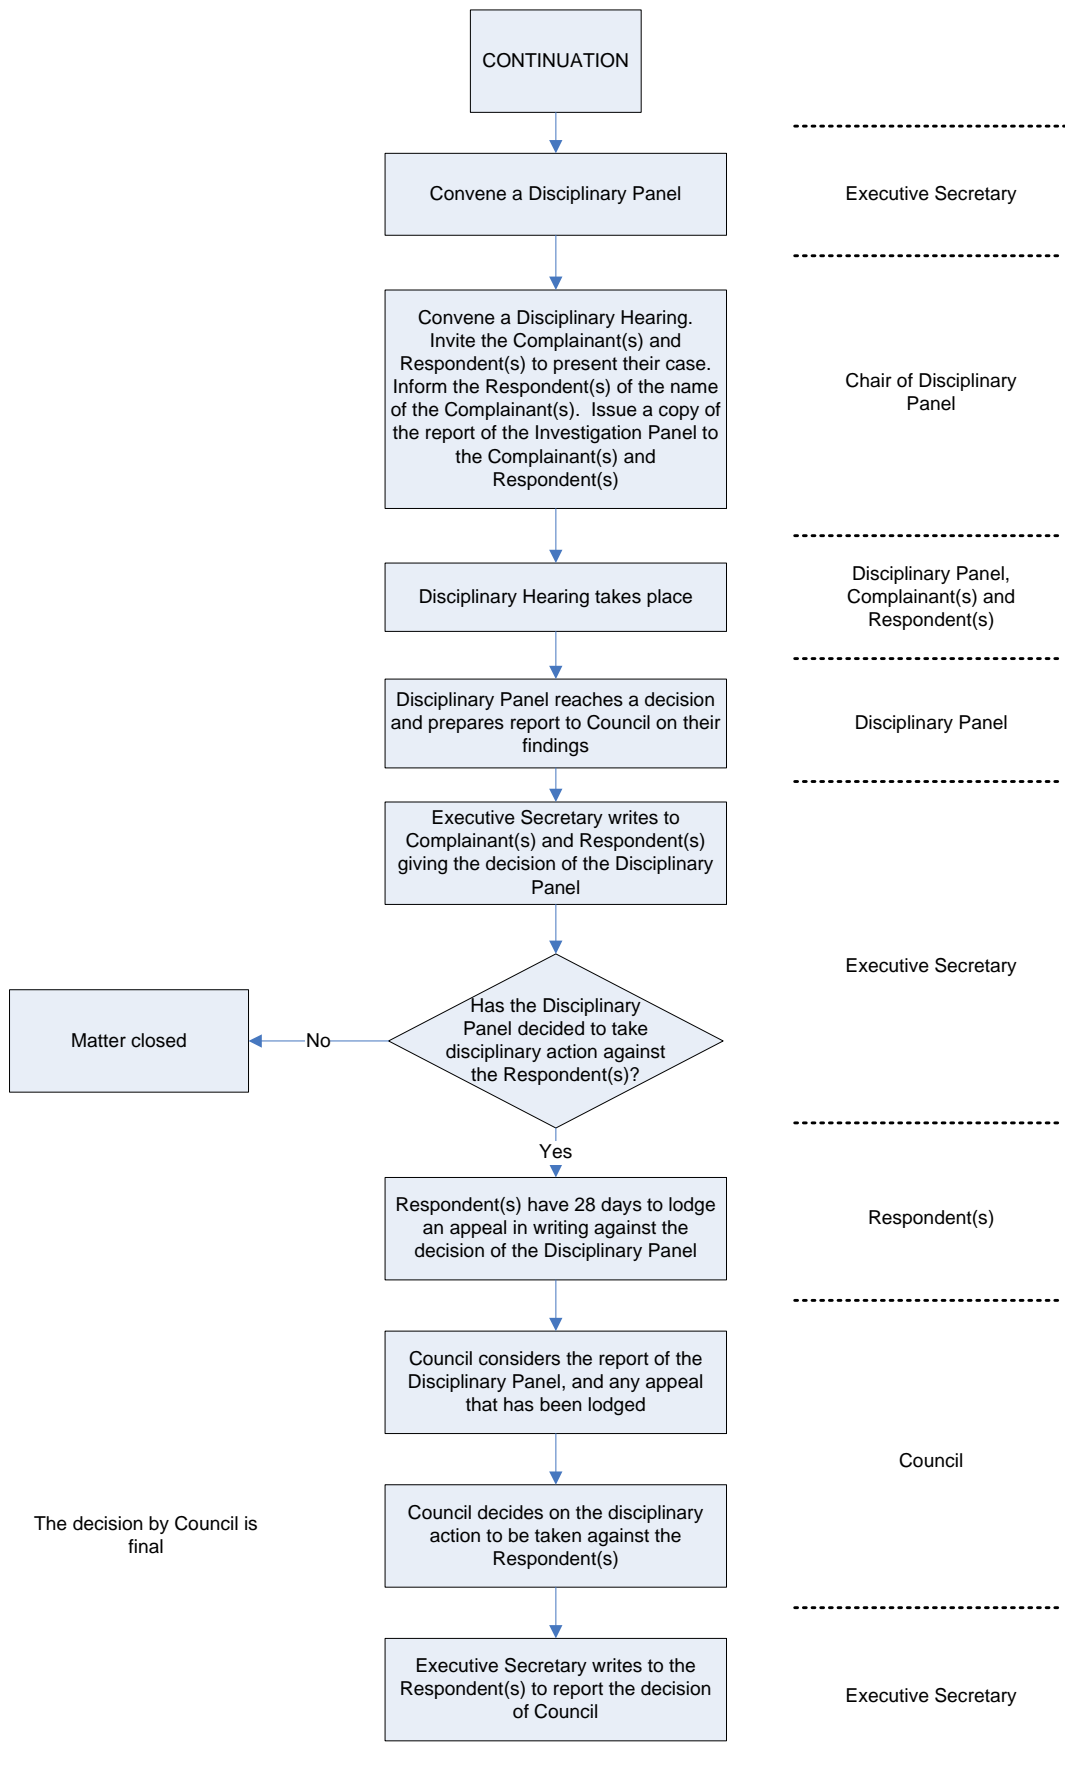 CONTINUATION
Convene a Disciplinary Panel
Executive Secretary
Convene a Disciplinary Hearing.
Invite the Complainant(s) and
Respondent(s) to present their case.
Inform the Respondent(s) of the name
of the Complainant(s).  Issue a copy of
the report of the Investigation Panel to
the Complainant(s) and
Respondent(s)
Chair of Disciplinary
Panel
Disciplinary Hearing takes place
Disciplinary Panel,
Complainant(s) and
Respondent(s)
Disciplinary Panel reaches a decision
and prepares report to Council on their
findings
Disciplinary Panel
Executive Secretary writes to
Complainant(s) and Respondent(s)
giving the decision of the Disciplinary
Panel
Executive Secretary
Has the Disciplinary
Panel decided to take
disciplinary action against
the Respondent(s)?
No
Matter closed
Yes
Respondent(s) have 28 days to lodge
an appeal in writing against the
decision of the Disciplinary Panel
Respondent(s)
Council considers the report of the
Disciplinary Panel, and any appeal
that has been lodged
Council
Council decides on the disciplinary
action to be taken against the
Respondent(s)
The decision by Council is
final
Executive Secretary writes to the
Respondent(s) to report the decision
of Council
Executive Secretary